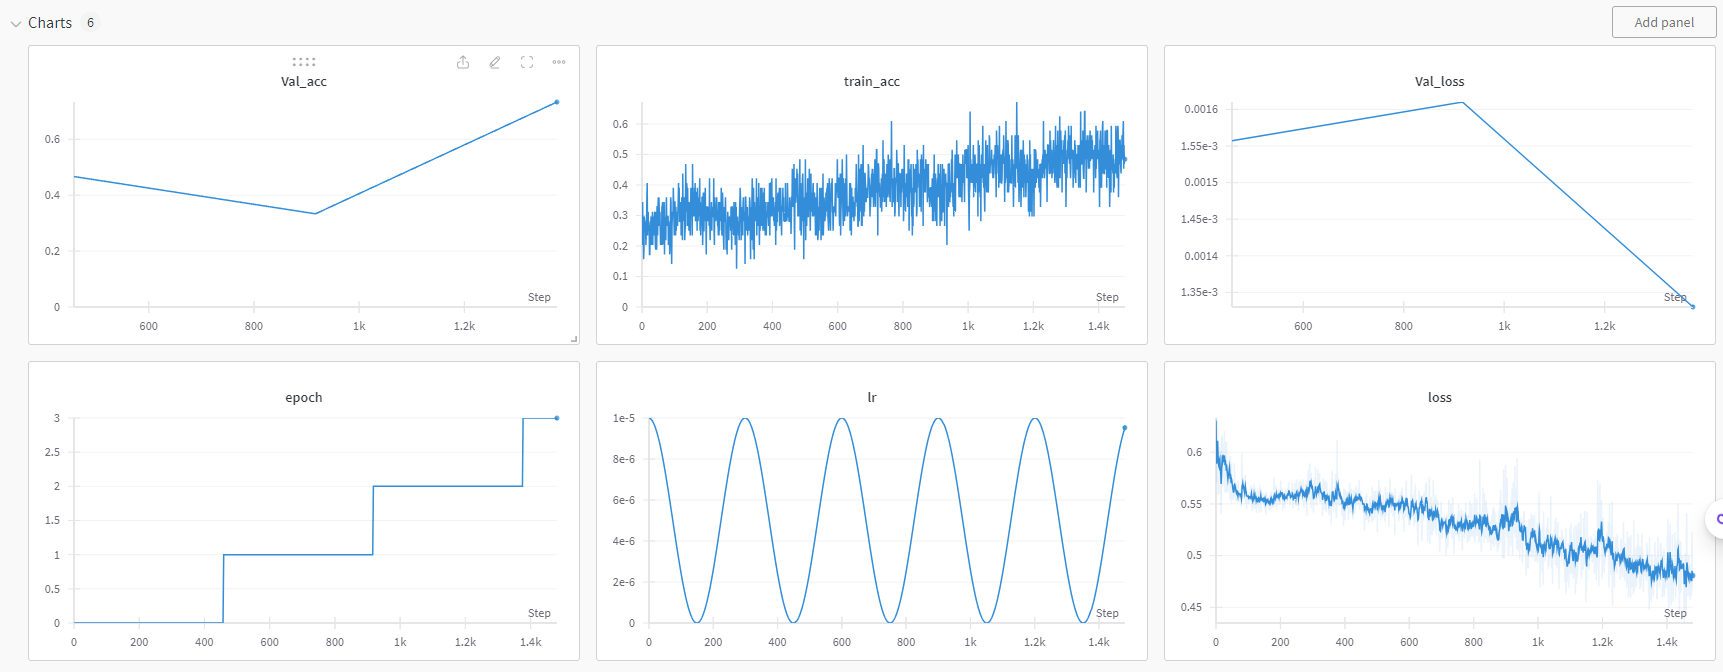 Charts 6
Add panel
Val_acc
0.6
0.4
0.2
0
Step
600 800 1k 1.2k
train_acc
0.6
0.5
0.4
0.3
0.2
0.1
0
Step
0 200 400 600 800 1k 1.2k 1.4k
Val_loss
0.0016
1.55e-3
0.0015
1.45e-3
0.0014
1.35e-3
Step
600 800 1k 1.2k
epoch
3
2.5
2
1.5
1
0.5
0
Step
0 200 400 600 800 1k 1.2k 1.4k
lr
1e-5
8e-6
6e-6
4e-6
2e-6
0
Step
0 200 400 600 800 1k 1.2k 1.4k
loss
0.6
0.55
0.5
0.45
Step
0 200 400 600 800 1k 1.2k 1.4k